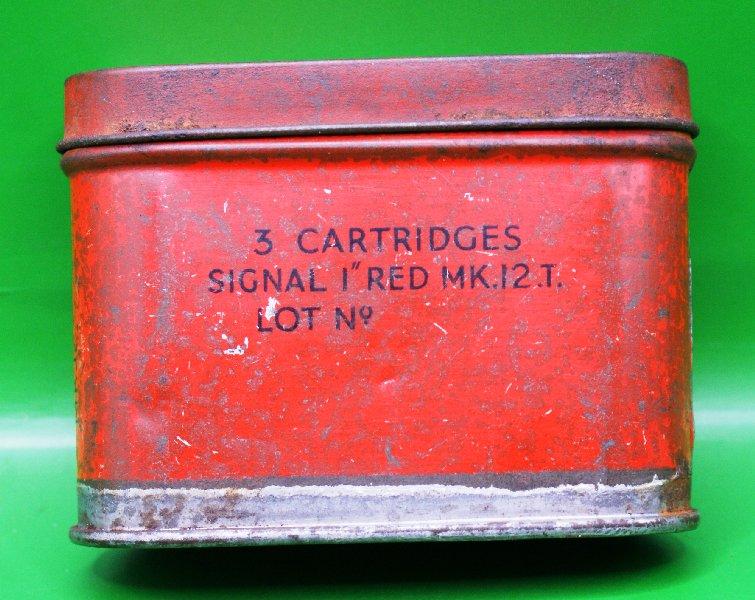 3 CARTRIDGES
SIGNAL 1" RED MK.12.T.
LOT Nº